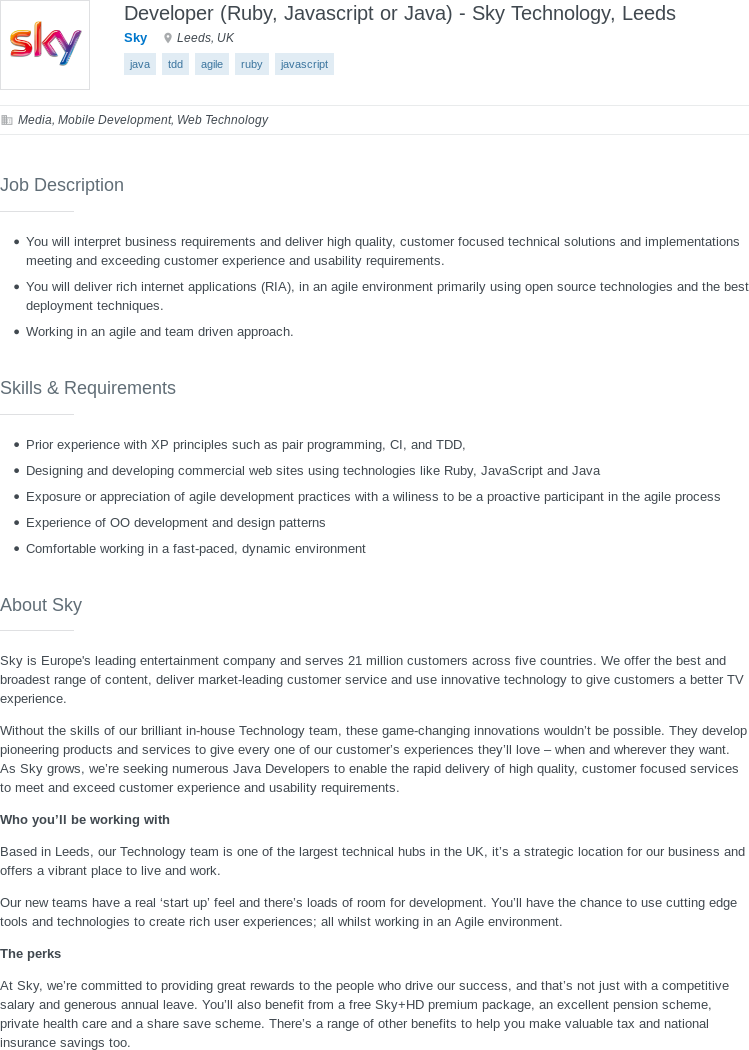 sky
Developer (Ruby, Javascript or Java) - Sky Technology, Leeds
Sky Leeds, UK
java tdd agile ruby javascript
Media, Mobile Development, Web Technology
Job Description
• You will interpret business requirements and deliver high quality, customer focused technical solutions and implementations
meeting and exceeding customer experience and usability requirements.
• You will deliver rich internet applications (RIA), in an agile environment primarily using open source technologies and the best
deployment techniques.
• Working in an agile and team driven approach.
Skills & Requirements
• Prior experience with XP principles such as pair programming, CI, and TDD,
• Designing and developing commercial web sites using technologies like Ruby, JavaScript and Java
• Exposure or appreciation of agile development practices with a wiliness to be a proactive participant in the agile process
• Experience of OO development and design patterns
• Comfortable working in a fast-paced, dynamic environment
About Sky
Sky is Europe's leading entertainment company and serves 21 million customers across five countries. We offer the best and
broadest range of content, deliver market-leading customer service and use innovative technology to give customers a better TV
experience.
Without the skills of our brilliant in-house Technology team, these game-changing innovations wouldn’t be possible. They develop
pioneering products and services to give every one of our customer’s experiences they’ll love – when and wherever they want.
As Sky grows, we’re seeking numerous Java Developers to enable the rapid delivery of high quality, customer focused services
to meet and exceed customer experience and usability requirements.
Who you’ll be working with
Based in Leeds, our Technology team is one of the largest technical hubs in the UK, it’s a strategic location for our business and
offers a vibrant place to live and work.
Our new teams have a real ‘start up’ feel and there’s loads of room for development. You’ll have the chance to use cutting edge
tools and technologies to create rich user experiences; all whilst working in an Agile environment.
The perks
At Sky, we’re committed to providing great rewards to the people who drive our success, and that’s not just with a competitive
salary and generous annual leave. You’ll also benefit from a free Sky+HD premium package, an excellent pension scheme,
private health care and a share save scheme. There’s a range of other benefits to help you make valuable tax and national
insurance savings too.